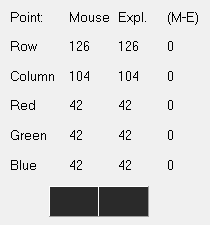 Point: Mouse Expl. (M-E)
Row 126 126 0
Column 104 104 0
Red 42 42 0
Green 42 42 0
Blue 42 42 0